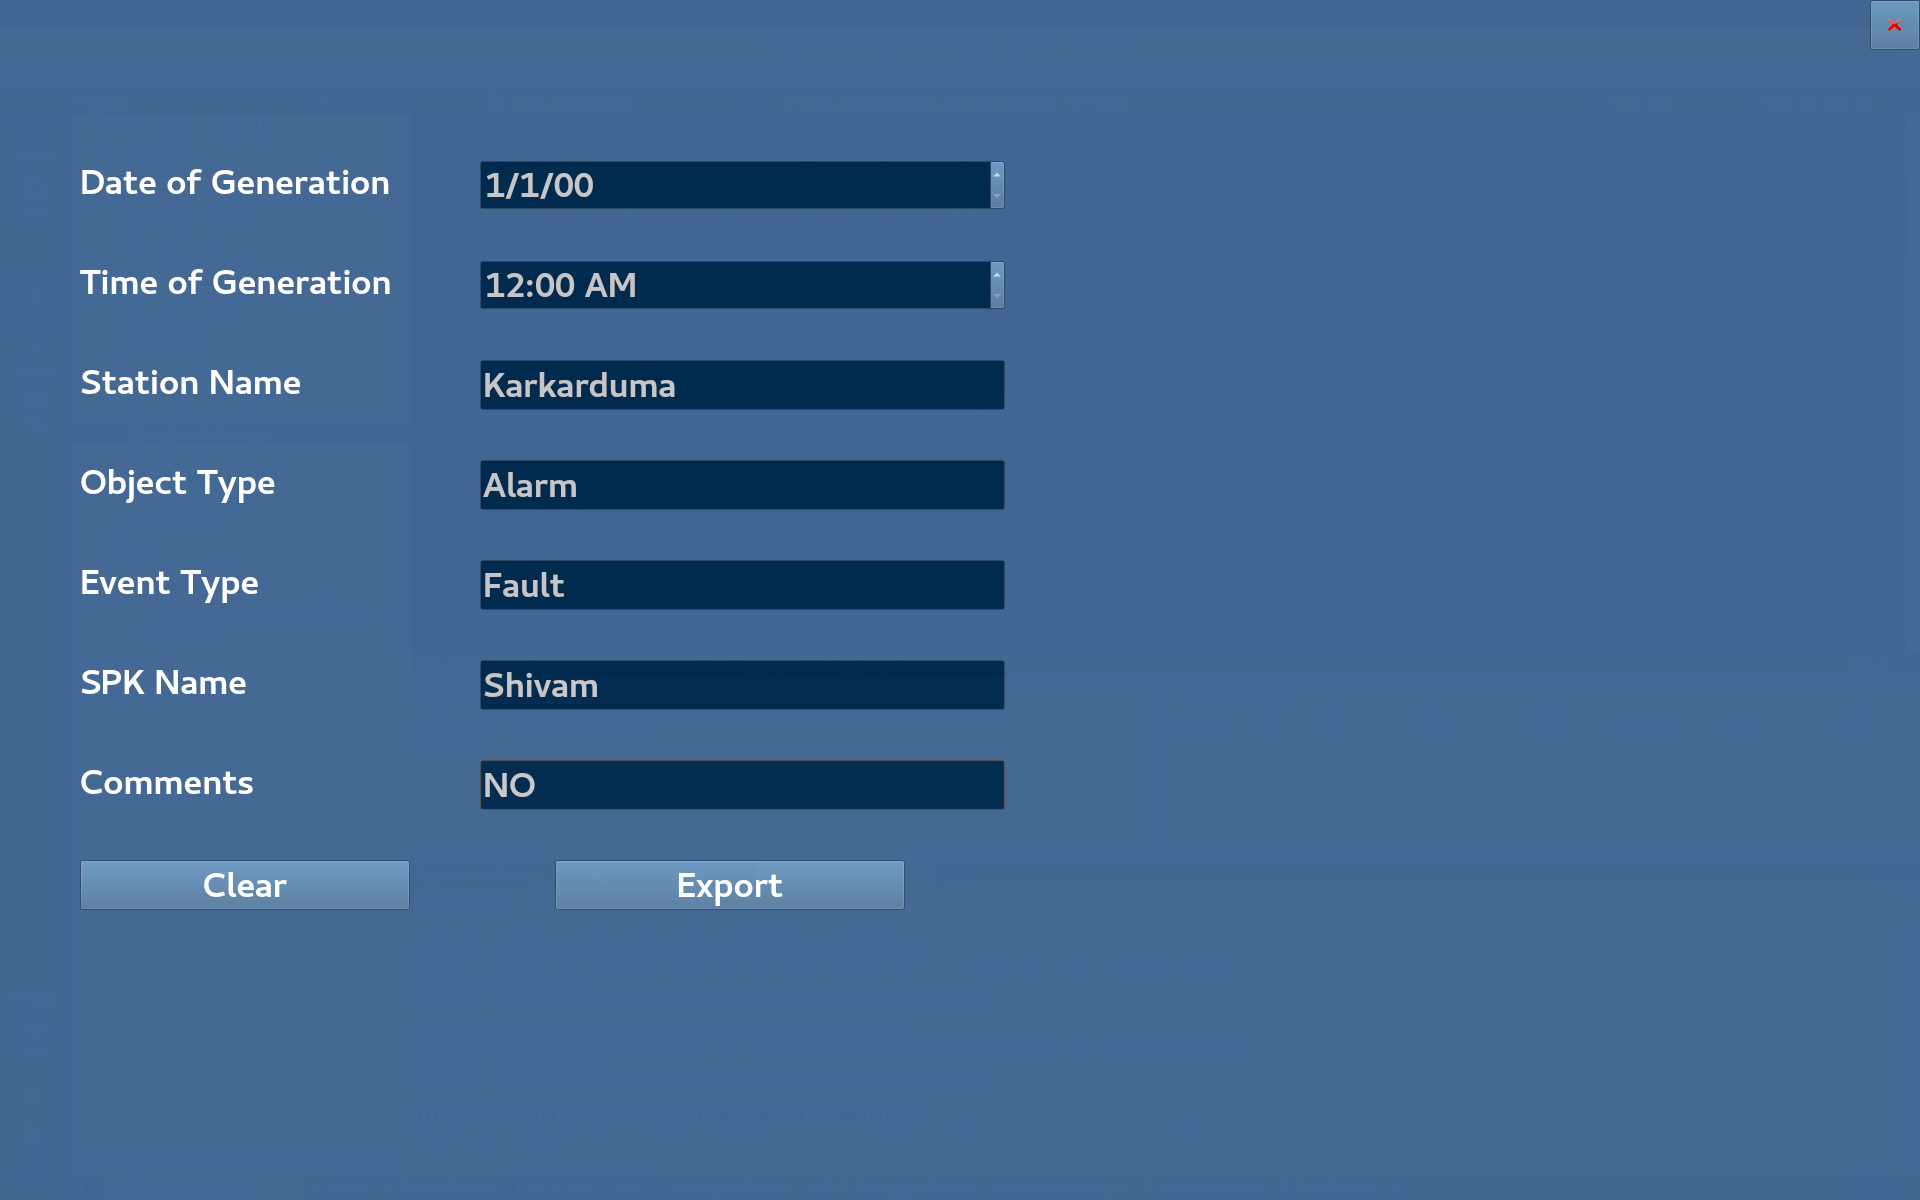 Date of Generation
1/1/00
Time of Generation
12:00 AM
Station Name
Karkarduma
Object Type
Alarm
Event Type
Fault
SPK Name
Shivam
Comments
NO
Clear
Export